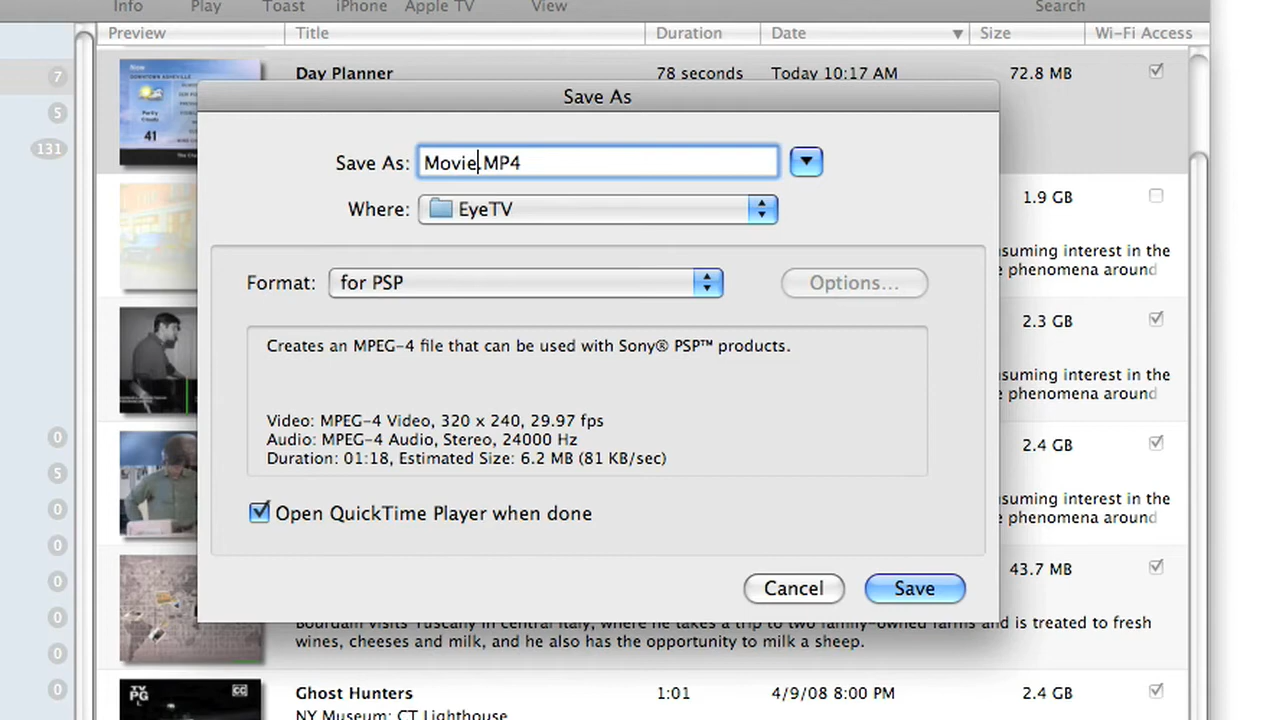 Info Play Toast iPhone Apple TV View Search
Preview Title Duration Date Size Wi-Fi Access
7
Day Planner 78 seconds Today 10:17 AM 72.8 MB
Now
DOWNTOWN ASHEVILLE
Partly
Cloudy
41
5
131
Save As
Save As: Movie.MP4
Where: EyeTV
1.9 GB
suming interest in the
e phenomena around
Format: for PSP Options...
2.3 GB
Creates an MPEG-4 file that can be used with Sony® PSP™ products.
suming interest in the
e phenomena around
Video: MPEG-4 Video, 320 x 240, 29.97 fps
Audio: MPEG-4 Audio, Stereo, 24000 Hz
Duration: 01:18, Estimated Size: 6.2 MB (81 KB/sec)
0
2.4 GB
5
suming interest in the
e phenomena around
0
Open QuickTime Player when done
0
43.7 MB
0
Cancel Save
0
Bourdain visits Tuscany in central Italy, where he takes a trip to two family-owned farms and is treated to fresh
wines, cheeses and milk, and he also has the opportunity to milk a sheep.
0
0
TV
PG
L
CC
Ghost Hunters 1:01 4/9/08 8:00 PM 2.4 GB
NY Museum; CT Lighthouse